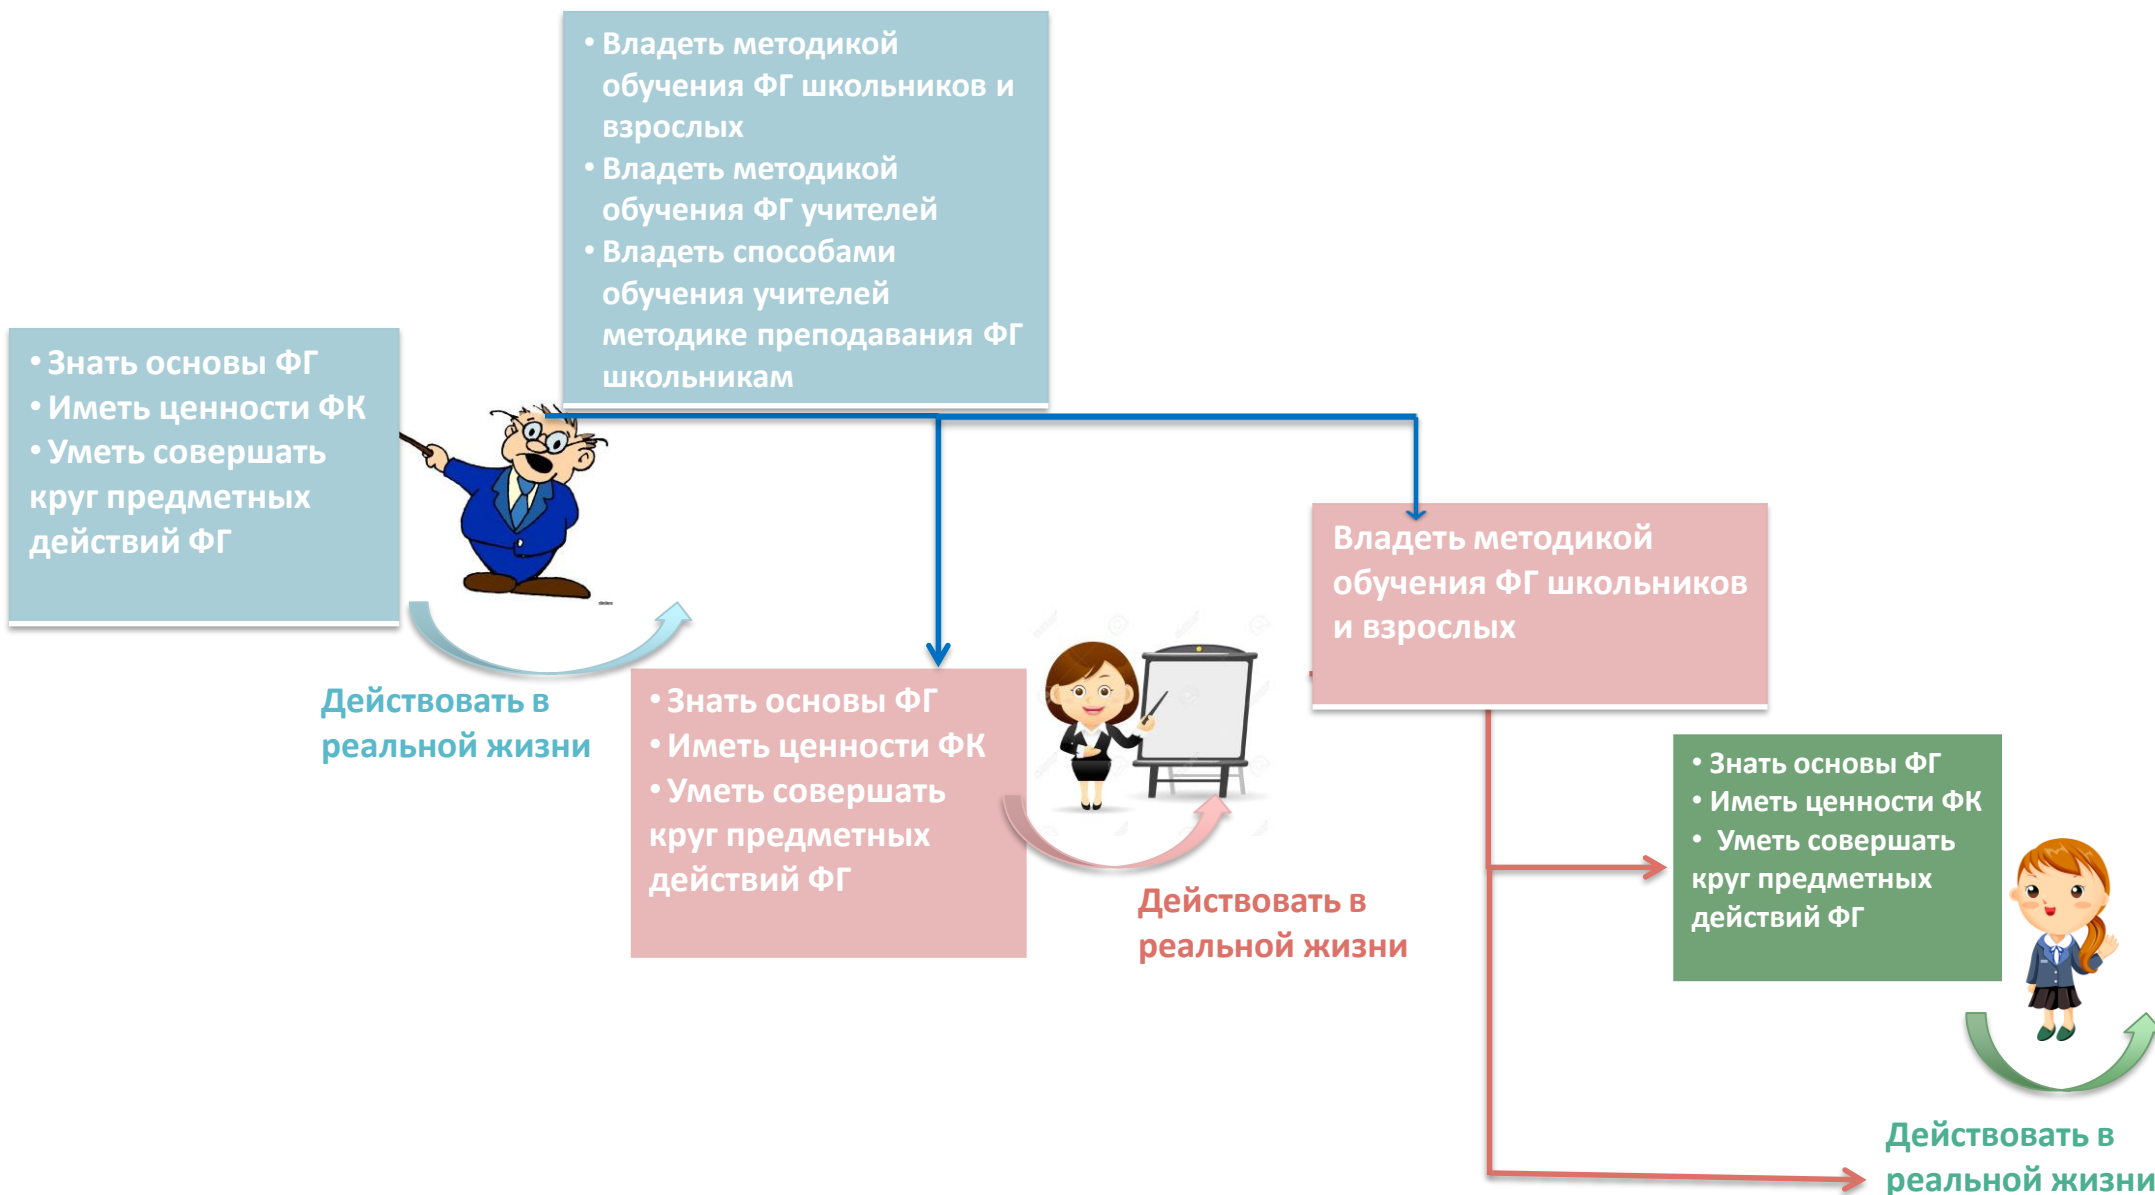 • Владеть методикой
обучения ФГ школьников и
взрослых
• Владеть методикой
обучения ФГ учителей
• Владеть способами
обучения учителей
методике преподавания ФГ
школьникам
• Знать основы ФГ
• Иметь ценности ФК
• Уметь совершать
круг предметных
действий ФГ
Действовать в
реальной жизни
• Знать основы ФГ
• Иметь ценности ФК
• Уметь совершать
круг предметных
действий ФГ
Действовать в
реальной жизни
Владеть методикой
обучения ФГ школьников
и взрослых
• Знать основы ФГ
• Иметь ценности ФК
• Уметь совершать
круг предметных
действий ФГ
Действовать в
реальной жизни